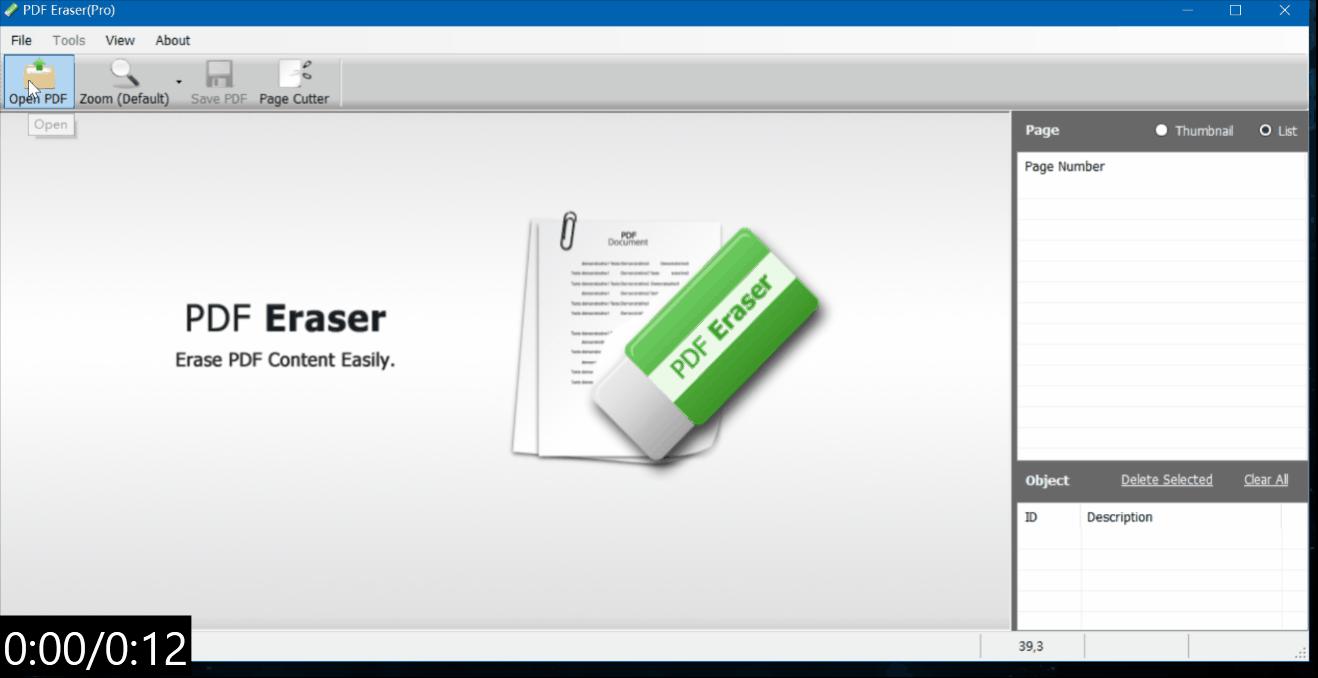 PDF Eraser(Pro)
File Tools View About
Open PDF Zoom (Default) Save PDF Page Cutter
Open
Page Thumbnail List
Page Number
PDF
Document
PDF Eraser
PDF Eraser
Erase PDF Content Easily.
Object Delete Selected Clear All
ID Description
39,3
0:00/0:12